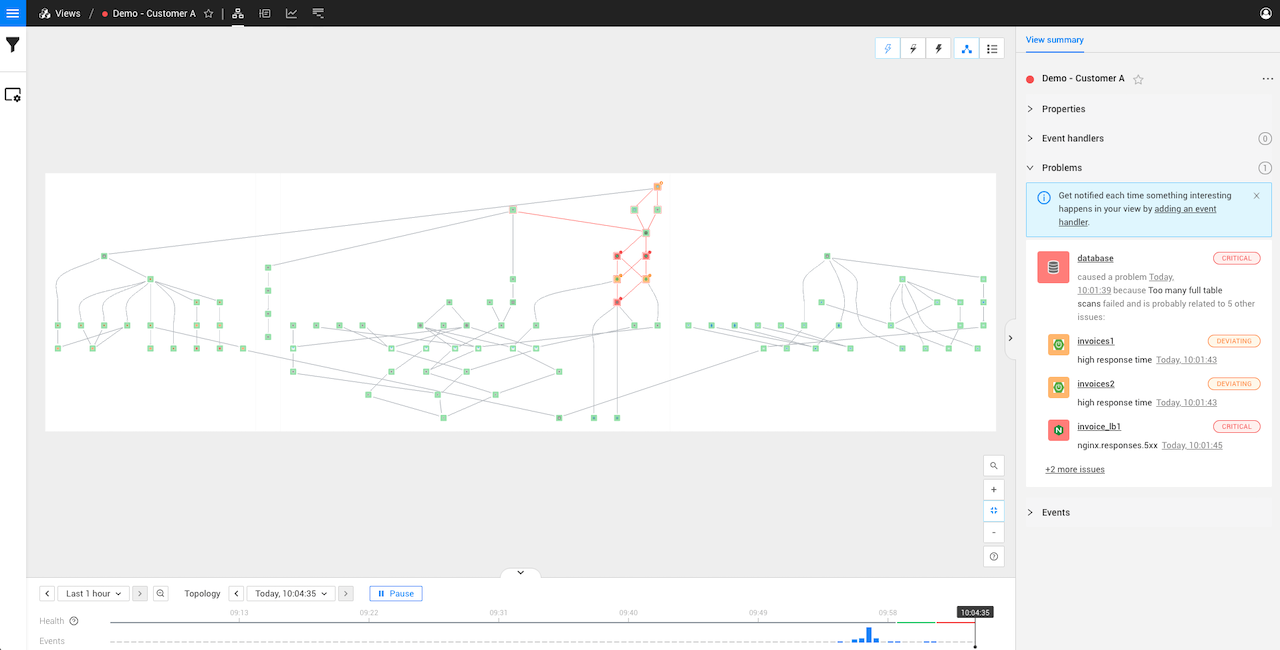 Views / Demo - Customer A
View summary
Demo - Customer A
Properties
Event handlers 0
Problems 1
Get notified each time something interesting
happens in your view by adding an event
handler.
database CRITICAL
caused a problem Today,
10:01:39 because Too many full table
scans failed and is probably related to 5 other
issues:
invoices1 DEVIATING
high response time Today, 10:01:43
invoices2 DEVIATING
high response time Today, 10:01:43
invoice_lb1 CRITICAL
nginx.responses.5xx Today, 10:01:45
+2 more issues
Events
Last 1 hour Topology Today, 10:04:35 Pause
09:13 09:22 09:31 09:40 09:49 09:58 10:04:35
Health
Events